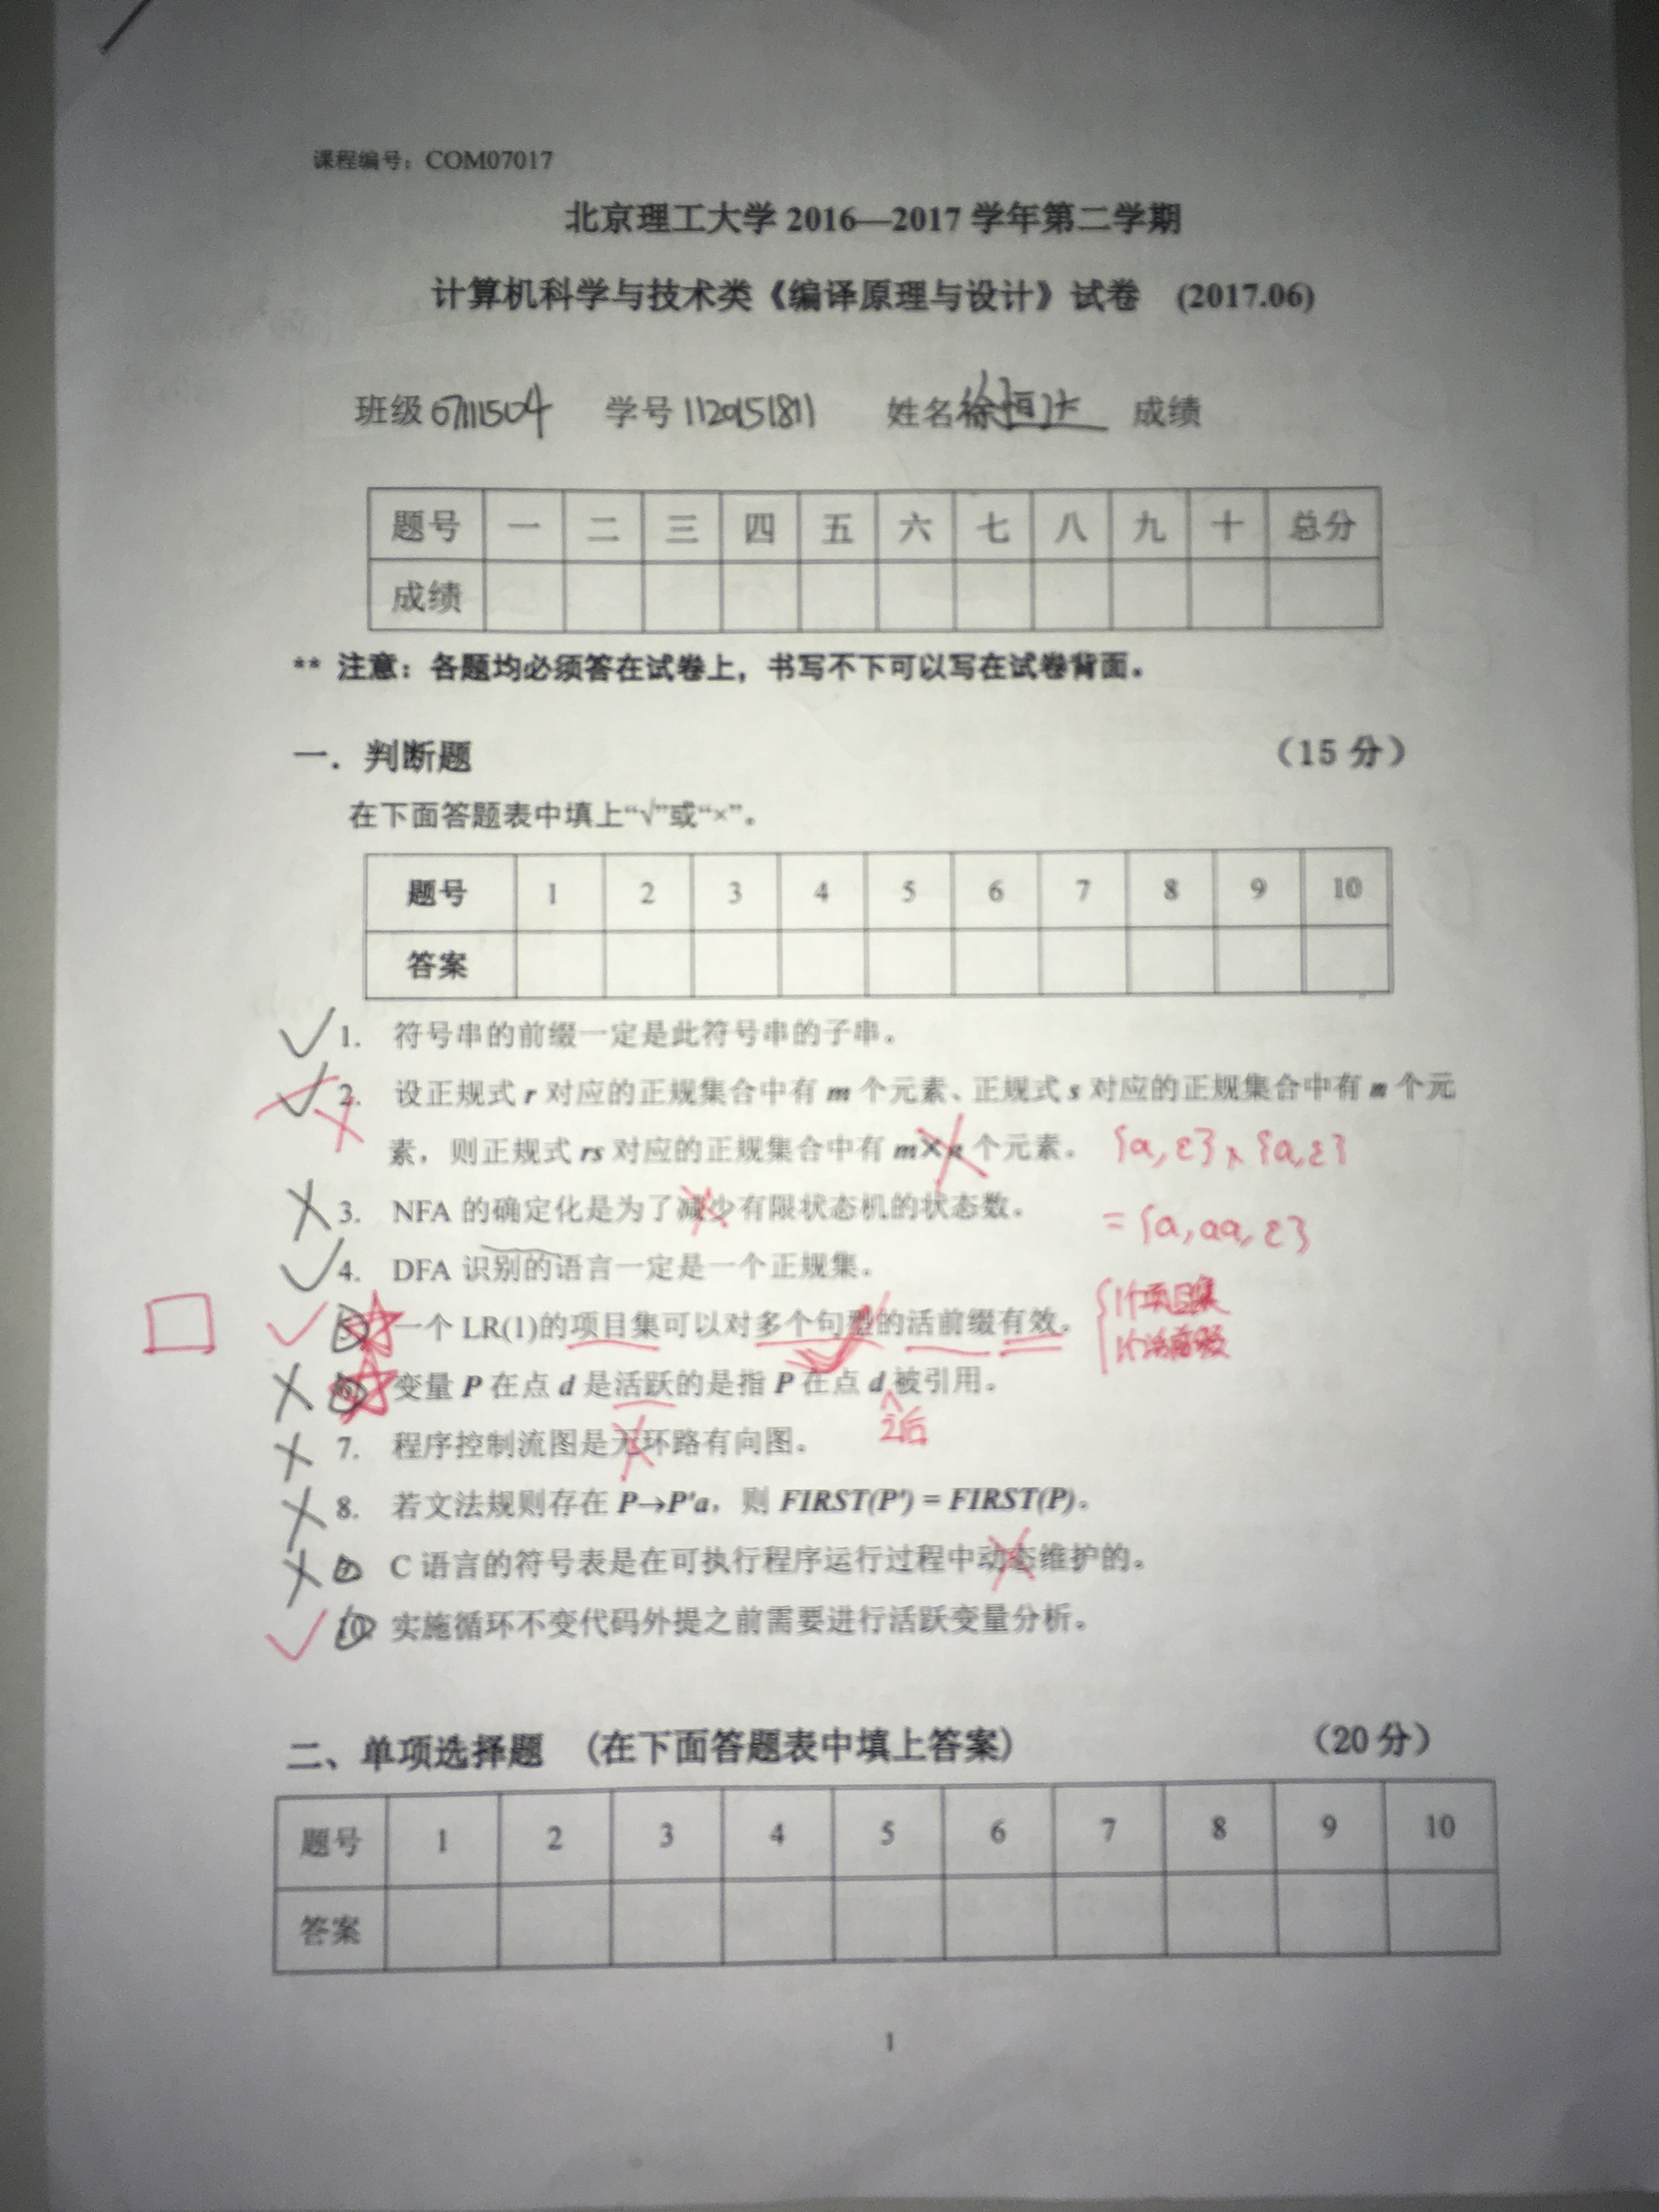 课程编号：COM07017
北京理工大学 2016—2017 学年第二学期
计算机科学与技术类《编译原理与设计》试卷 (2017.06)
班级 07111504 学号 1120151811 姓名 徐恒达 成绩
题号 一 二 三 四 五 六 七 八 九 十 总分
成绩
** 注意：各题均必须答在试卷上，书写不下可以写在试卷背面。
一．判断题 （15 分）
在下面答题表中填上“√”或“×”。
题号 1 2 3 4 5 6 7 8 9 10
答案
√ 1. 符号串的前缀一定是此符号串的子串。
× 2. 设正规式 r 对应的正规集合中有 m 个元素、正规式 s 对应的正规集合中有 n 个元
素，则正规式 rs 对应的正规集合中有 m×n 个元素。 {a,ε}×{a,ε}
× 3. NFA 的确定化是为了减少有限状态机的状态数。 = {a,aa,ε}
√ 4. DFA 识别的语言一定是一个正规集。
√ 5. 一个 LR(1)的项目集可以对多个句型的活前缀有效。 1个项目集
1个活前缀
× 6. 变量 P 在点 d 是活跃的是指 P 在点 d 被引用。
之后
× 7. 程序控制流图是无环路有向图。
× 8. 若文法规则存在 P→P'a，则 FIRST(P') = FIRST(P)。
× 9. C 语言的符号表是在可执行程序运行过程中动态维护的。
√ 10. 实施循环不变代码外提之前需要进行活跃变量分析。
二、单项选择题 （在下面答题表中填上答案） （20 分）
题号 1 2 3 4 5 6 7 8 9 10
答案
1